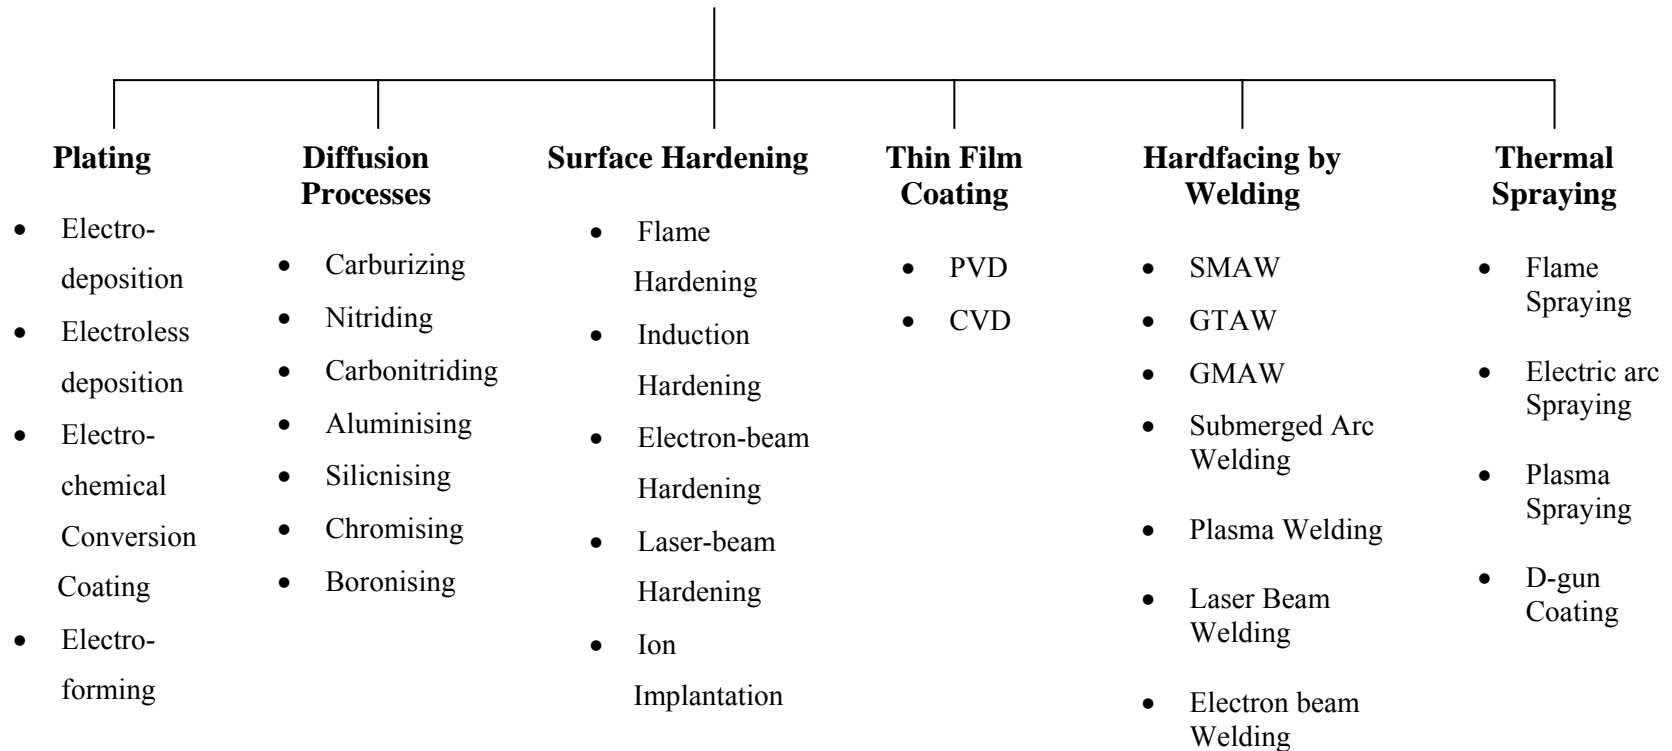 Plating
• Electro-
deposition
• Electroless
deposition
• Electro-
chemical
Conversion
Coating
• Electro-
forming
Diffusion
Processes
• Carburizing
• Nitriding
• Carbonitriding
• Aluminising
• Silicnising
• Chromising
• Boronising
Surface Hardening
• Flame
Hardening
• Induction
Hardening
• Electron-beam
Hardening
• Laser-beam
Hardening
• Ion
Implantation
Thin Film
Coating
• PVD
• CVD
Hardfacing by
Welding
• SMAW
• GTAW
• GMAW
• Submerged Arc
Welding
• Plasma Welding
• Laser Beam
Welding
• Electron beam
Welding
Thermal
Spraying
• Flame
Spraying
• Electric arc
Spraying
• Plasma
Spraying
• D-gun
Coating